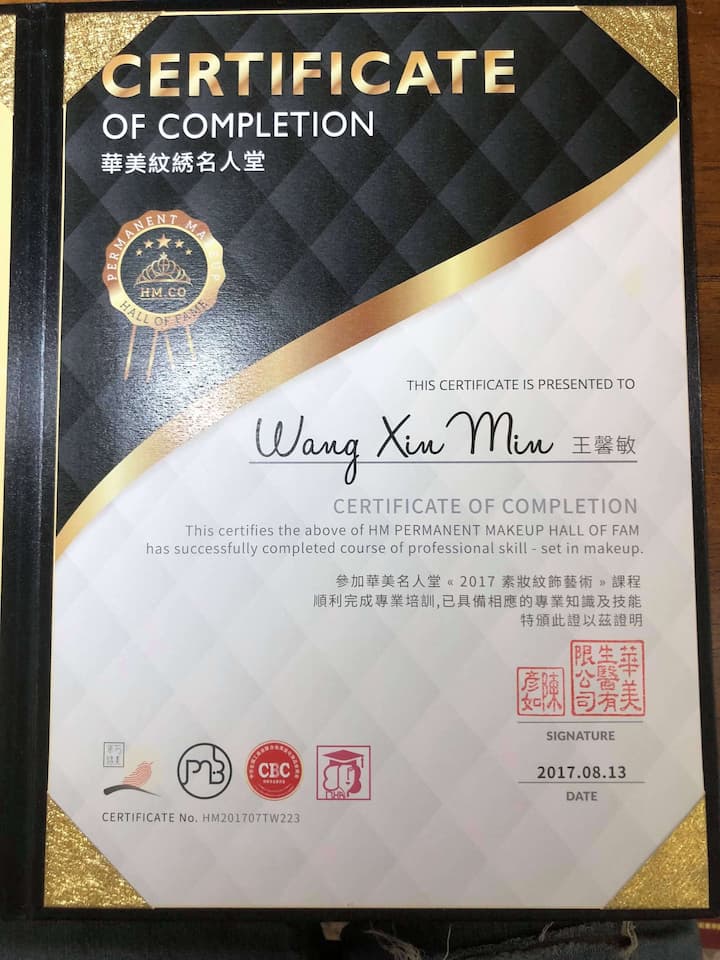 CERTIFICATE
OF COMPLETION
華美紋綉名人堂
PERMANENT MAKEUP
HM.CO
HALL OF FAME
THIS CERTIFICATE IS PRESENTED TO
Wang Xin Min 王馨敏
CERTIFICATE OF COMPLETION
This certifies the above of HM PERMANENT MAKEUP HALL OF FAM
has successfully completed course of professional skill - set in makeup.
參加華美名人堂 « 2017 素妝紋飾藝術 » 課程
順利完成專業培訓,已具備相應的專業知識及技能
特頒此證以茲證明
華美生醫有限公司
陳彥如
SIGNATURE
2017.08.13
DATE
CBC
CERTIFICATE No. HM201707TW223